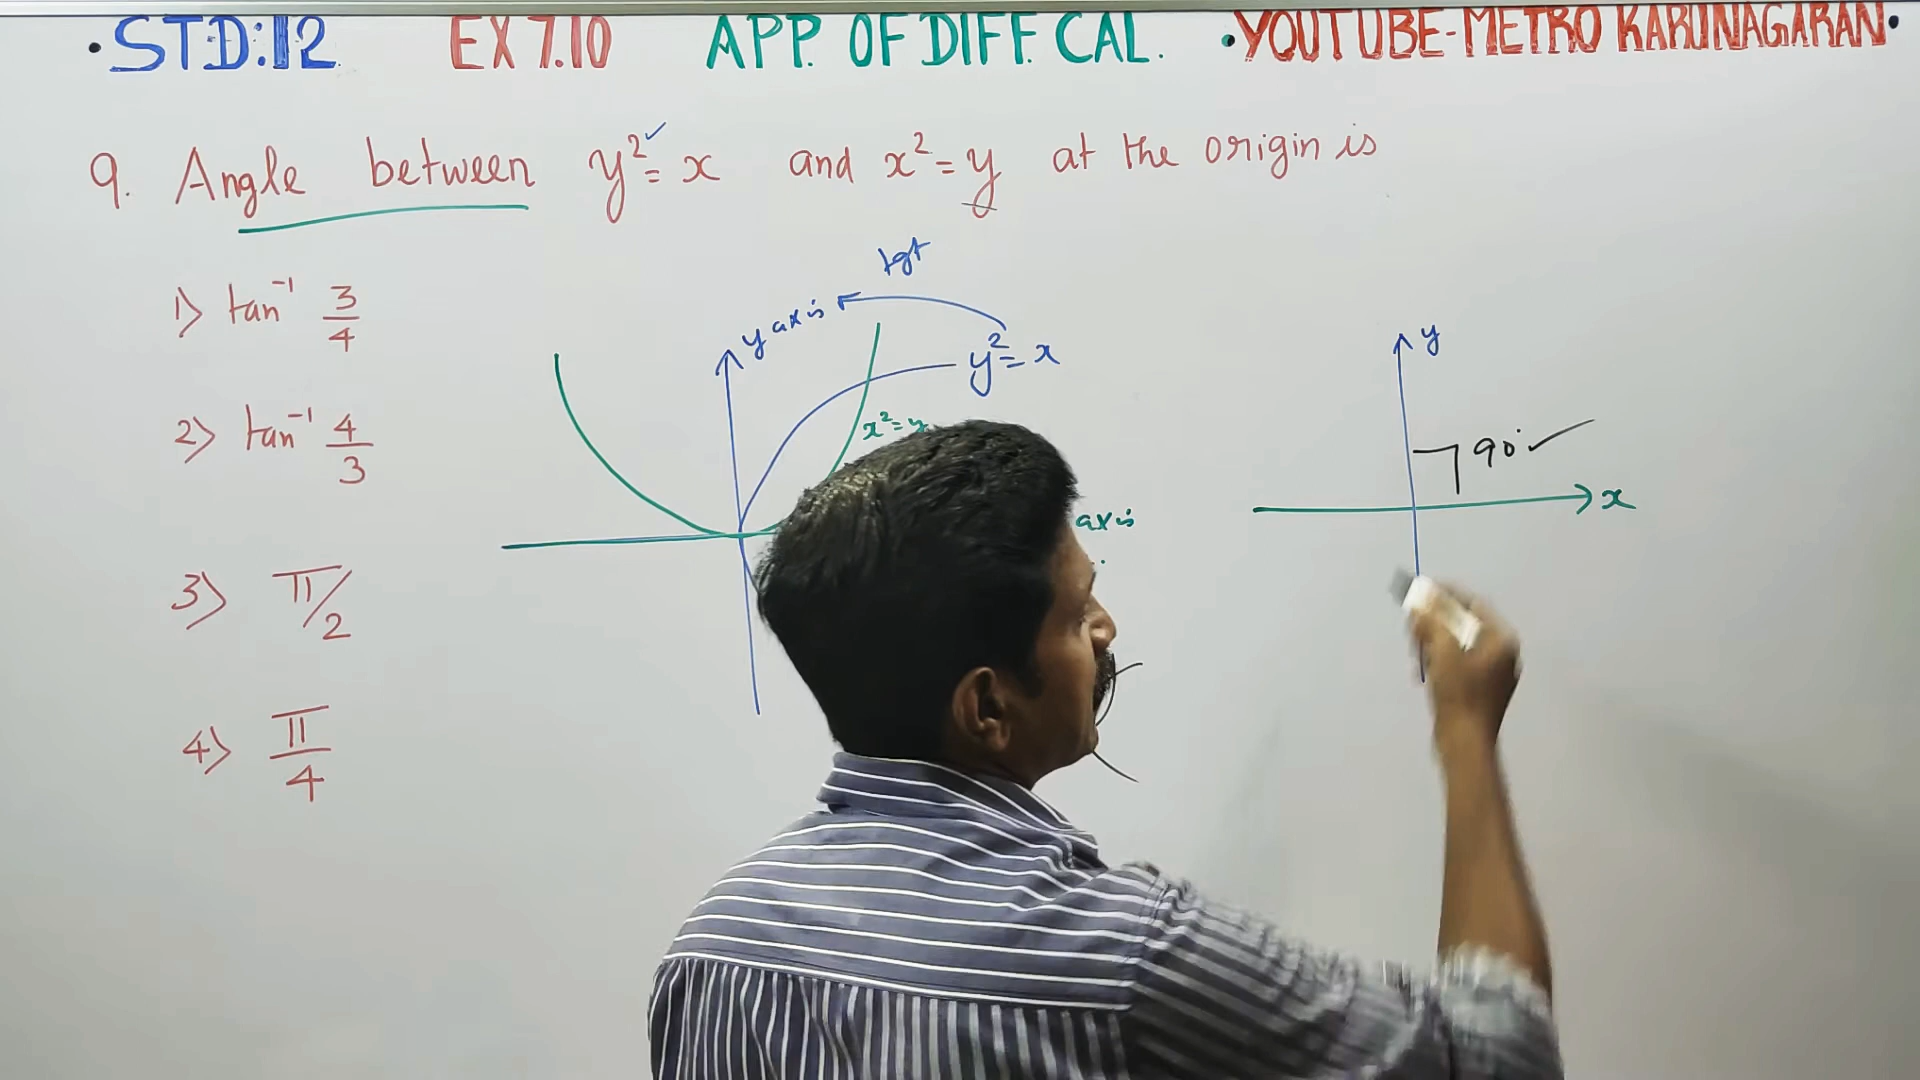 • STD:12 EX 7.10 APP. OF DIFF. CAL. • YOUTUBE-METRO KARUNAGARAN •
9. Angle between y² = x and x² = y at the origin is
1) tan⁻¹ 3/4
2) tan⁻¹ 4/3
3) π/2
4) π/4
tgt
y axis
y² = x
x² = y
axis
y
90° ✓
x